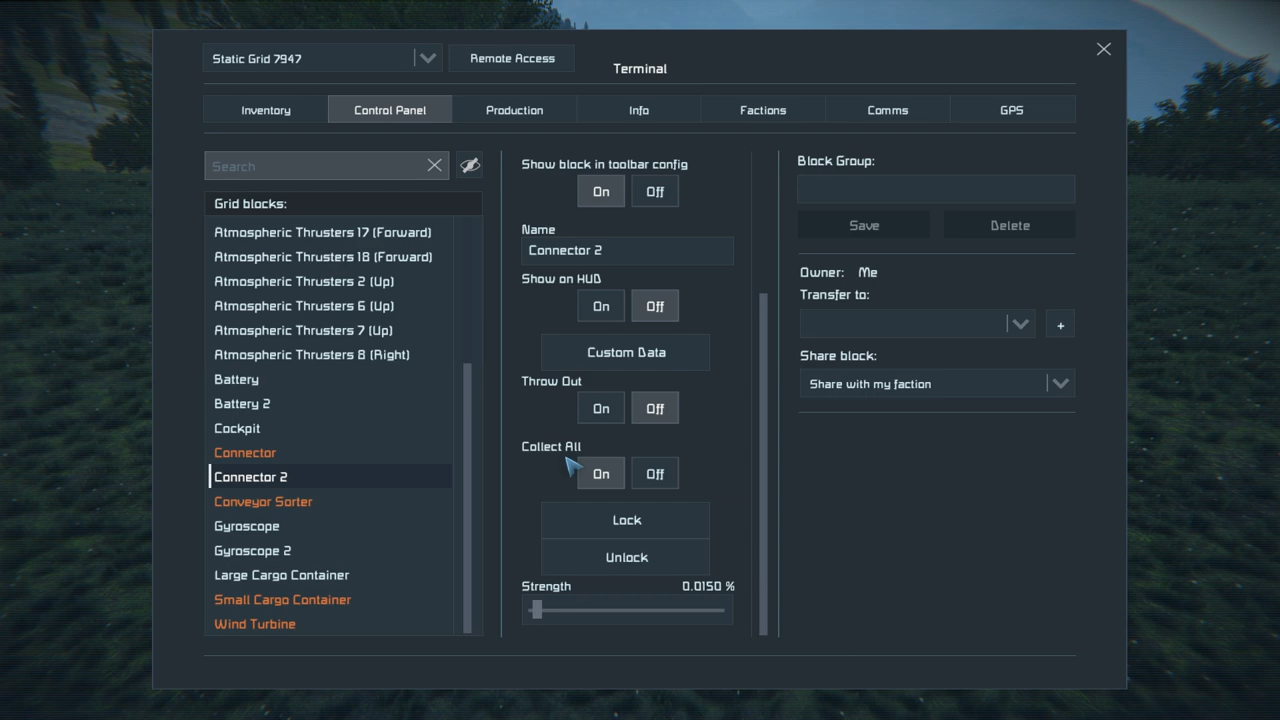 Static Grid 7947
Remote Access
Terminal
Inventory
Control Panel
Production
Info
Factions
Comms
GPS
Search
Grid blocks:
Atmospheric Thrusters 17 (Forward)
Atmospheric Thrusters 18 (Forward)
Atmospheric Thrusters 2 (Up)
Atmospheric Thrusters 6 (Up)
Atmospheric Thrusters 7 (Up)
Atmospheric Thrusters 8 (Right)
Battery
Battery 2
Cockpit
Connector
Connector 2
Conveyor Sorter
Gyroscope
Gyroscope 2
Large Cargo Container
Small Cargo Container
Wind Turbine
Show block in toolbar config
On Off
Name
Connector 2
Show on HUD
On Off
Custom Data
Throw Out
On Off
Collect All
On Off
Lock
Unlock
Strength 0.0150 %
Block Group:
Save Delete
Owner: Me
Transfer to:
+
Share block:
Share with my faction